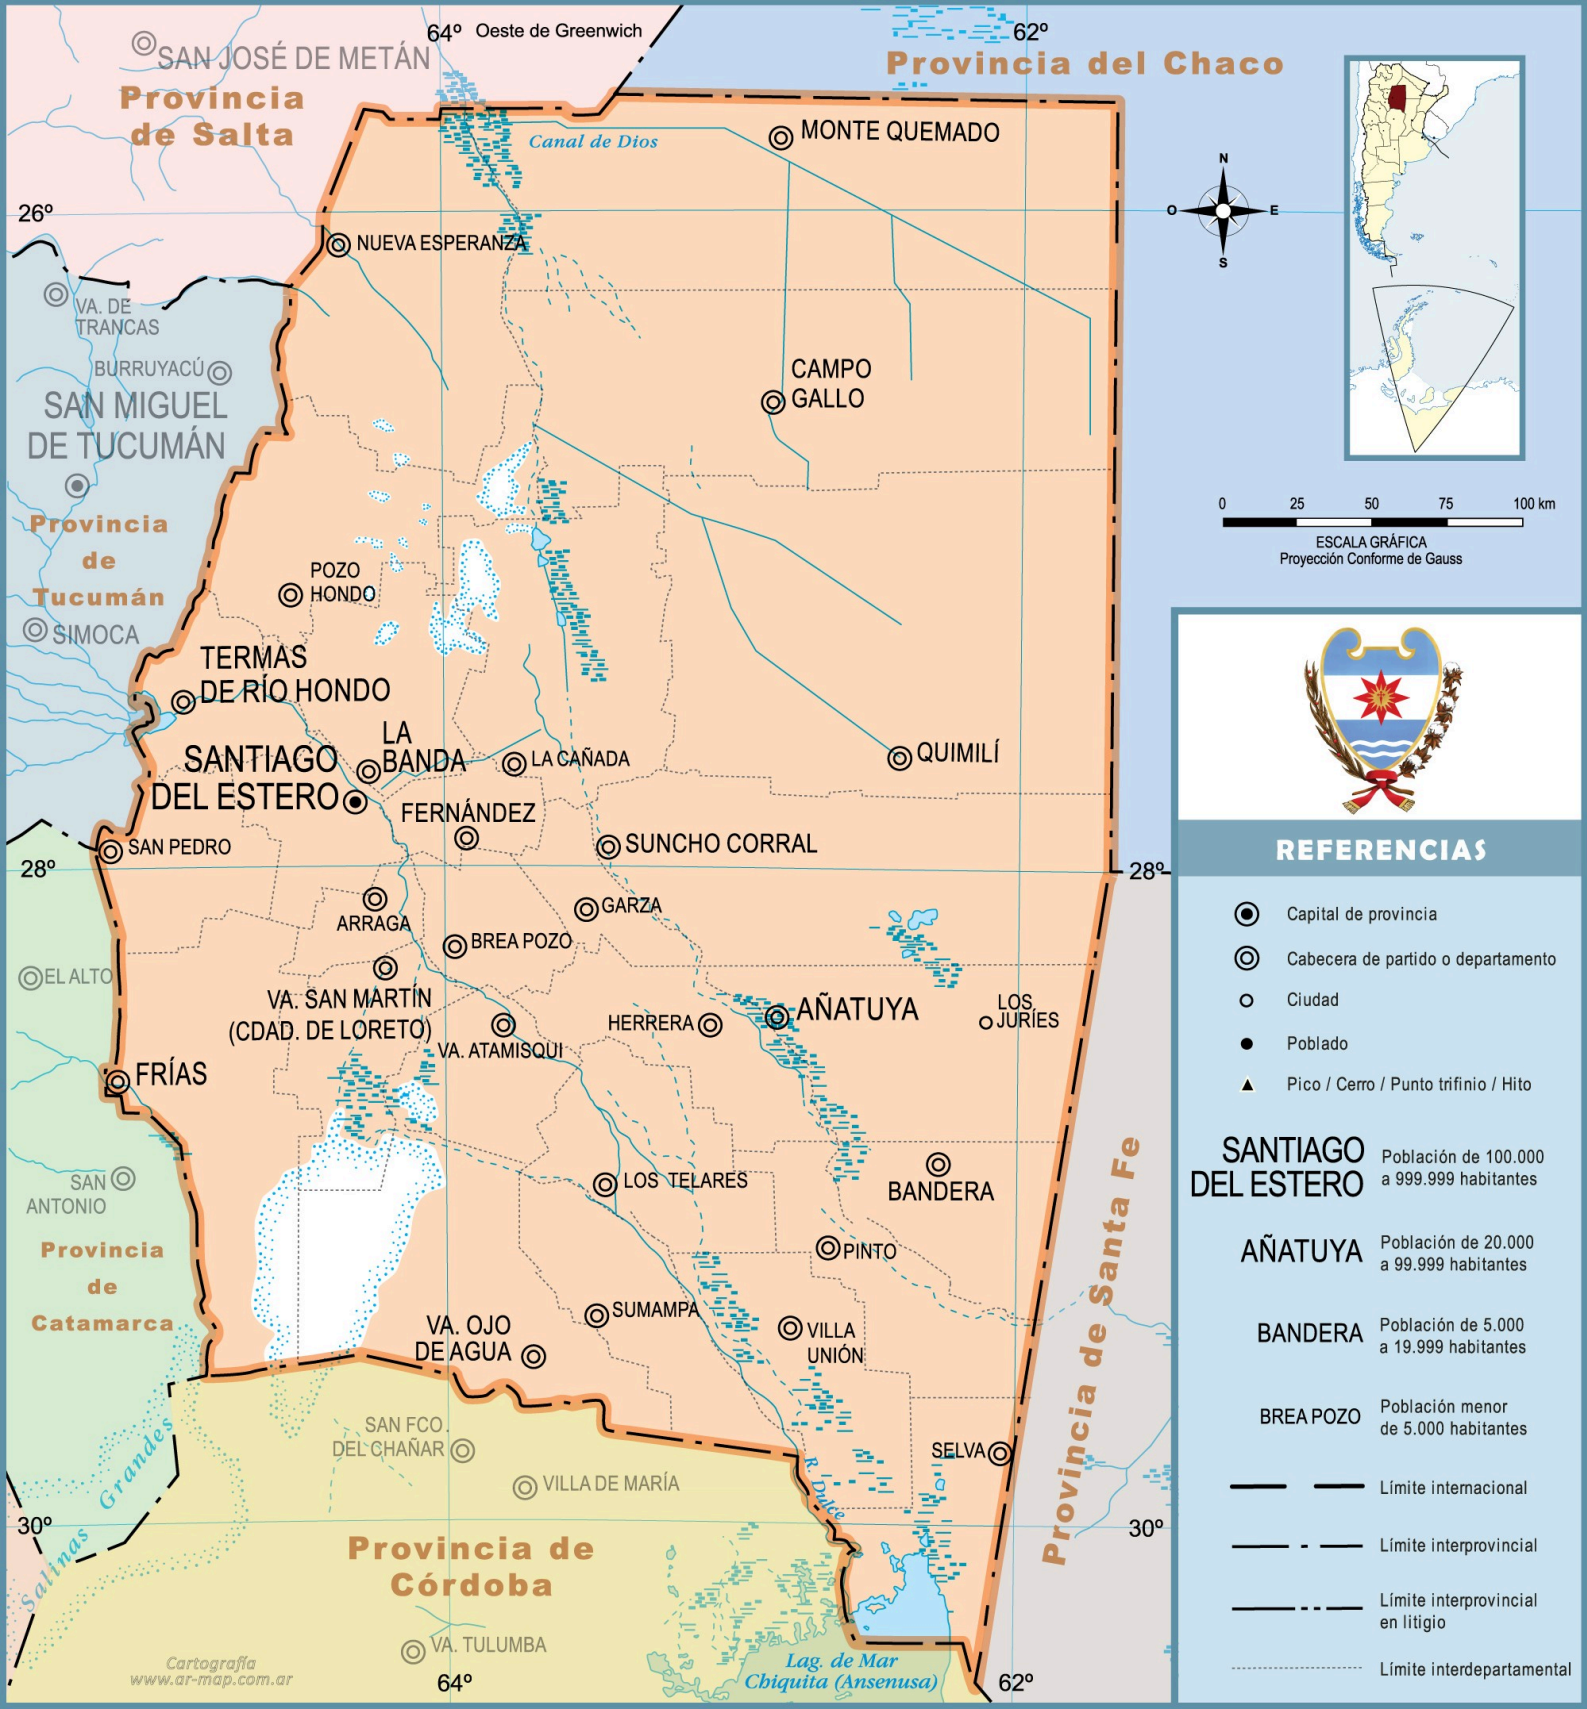 64º
Oeste de Greenwich
62º
SAN JOSÉ DE METÁN
Provincia del Chaco
Provincia
de Salta
Canal de Dios
MONTE QUEMADO
N
O
E
S
26º
NUEVA ESPERANZA
VA. DE
TRANCAS
BURRUYACÚ
SAN MIGUEL
DE TUCUMÁN
CAMPO
GALLO
Provincia
de
Tucumán
SIMOCA
0
25
50
75
100 km
ESCALA GRÁFICA
Proyección Conforme de Gauss
POZO
HONDO
TERMAS
DE RÍO HONDO
LA
BANDA
SANTIAGO
DEL ESTERO
LA CAÑADA
QUIMILÍ
FERNÁNDEZ
SAN PEDRO
SUNCHO CORRAL
28º
28º
ARRAGA
GARZA
BREA POZO
EL ALTO
VA. SAN MARTÍN
(CDAD. DE LORETO)
VA. ATAMISQUI
HERRERA
AÑATUYA
LOS
JURÍES
FRÍAS
SAN
ANTONIO
LOS TELARES
BANDERA
PINTO
Provincia
de
Catamarca
Provincia de Santa Fe
SUMAMPA
VA. OJO
DE AGUA
VILLA
UNIÓN
SAN FCO.
DEL CHAÑAR
VILLA DE MARÍA
SELVA
R. Dulce
Salinas Grandes
30º
30º
Provincia de
Córdoba
VA. TULUMBA
Cartografía
www.ar-map.com.ar
64º
Lag. de Mar
Chiquita (Ansenusa)
62º
REFERENCIAS
Capital de provincia
Cabecera de partido o departamento
Ciudad
Poblado
Pico / Cerro / Punto trifinio / Hito
SANTIAGO
DEL ESTERO
Población de 100.000
a 999.999 habitantes
AÑATUYA
Población de 20.000
a 99.999 habitantes
BANDERA
Población de 5.000
a 19.999 habitantes
BREA POZO
Población menor
de 5.000 habitantes
Límite internacional
Límite interprovincial
Límite interprovincial
en litigio
Límite interdepartamental